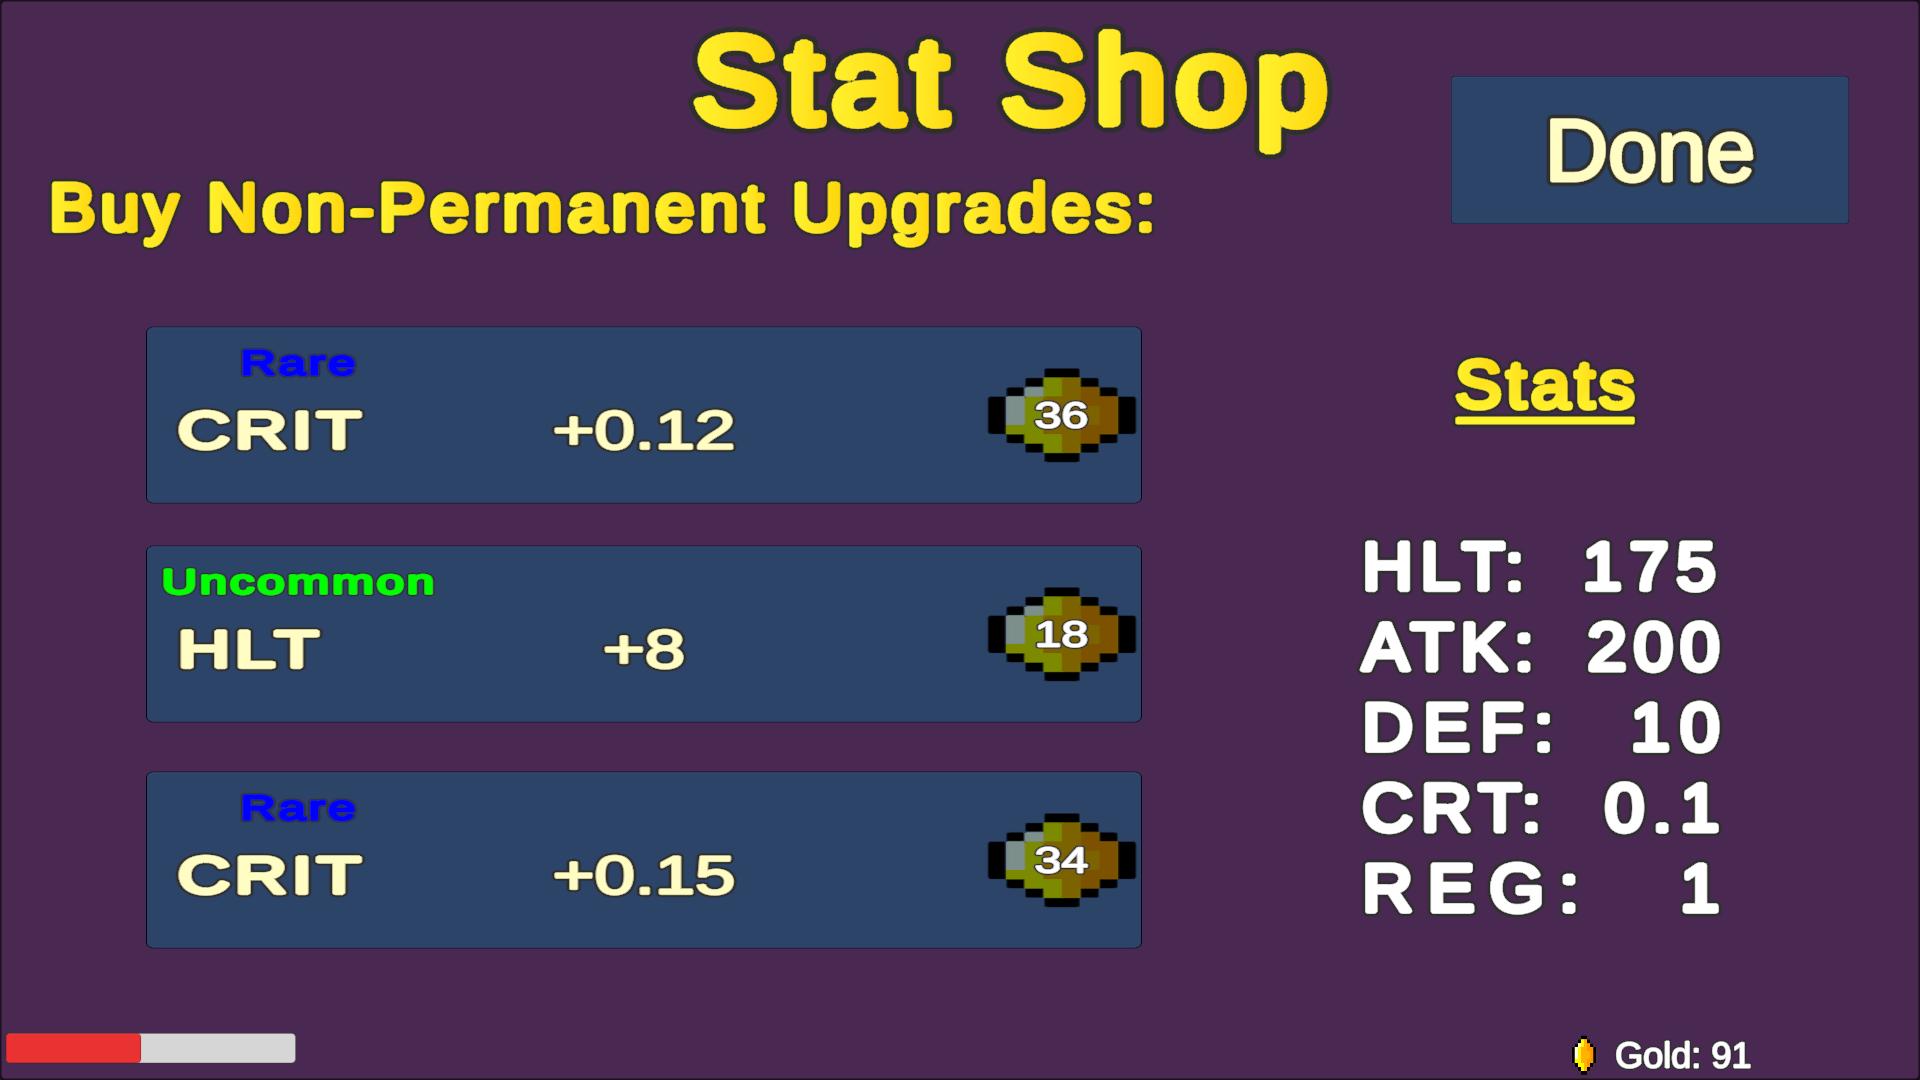 Stat Shop
Done
Buy Non-Permanent Upgrades:
Rare
CRIT +0.12 36
Uncommon
HLT +8 18
Rare
CRIT +0.15 34
Stats
HLT: 175
ATK: 200
DEF: 10
CRT: 0.1
REG: 1
Gold: 91